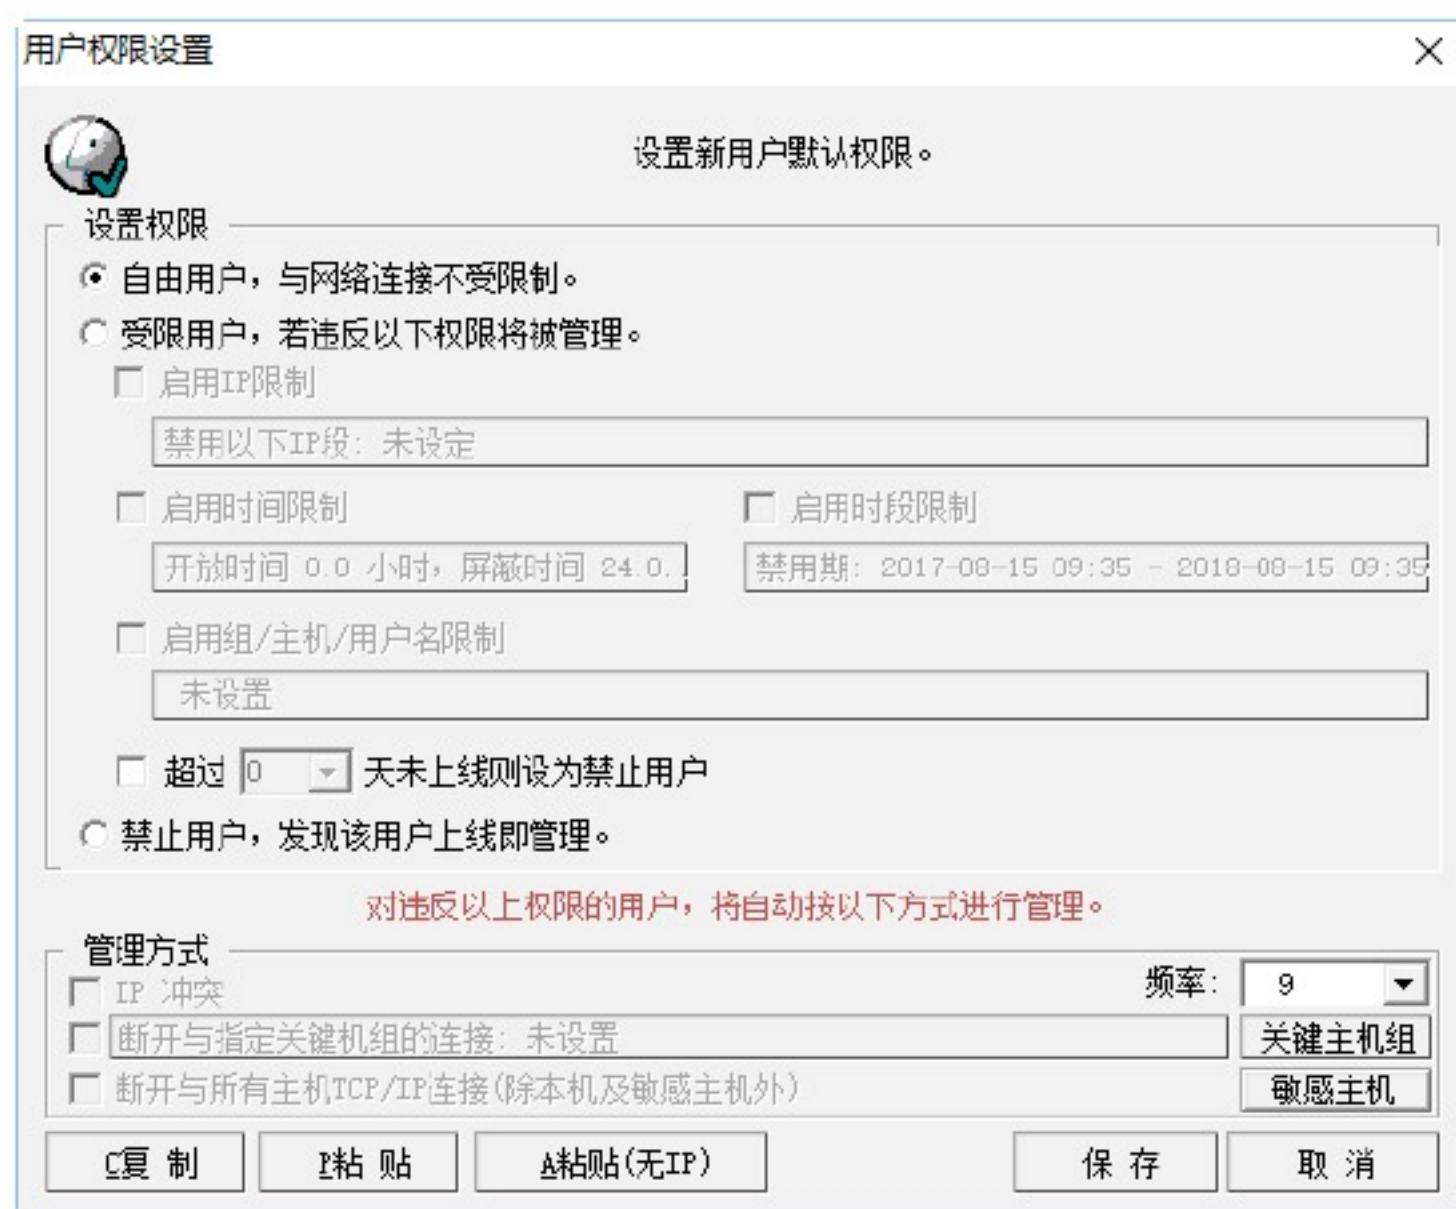 用户权限设置
设置新用户默认权限。
设置权限
自由用户，与网络连接不受限制。
受限用户，若违反以下权限将被管理。
启用IP限制
禁用以下IP段：未设定
启用时间限制 启用时段限制
开放时间 0.0 小时，屏蔽时间 24.0. 禁用期：2017-08-15 09:35 - 2018-08-15 09:35
启用组/主机/用户名限制
未设置
超过 0 天未上线则设为禁止用户
禁止用户，发现该用户上线即管理。
对违反以上权限的用户，将自动按以下方式进行管理。
管理方式
IP 冲突 频率： 9
断开与指定关键机组的连接：未设置 关键主机组
断开与所有主机TCP/IP连接(除本机及敏感主机外) 敏感主机
C复 制 P粘 贴 A粘贴(无IP) 保 存 取 消